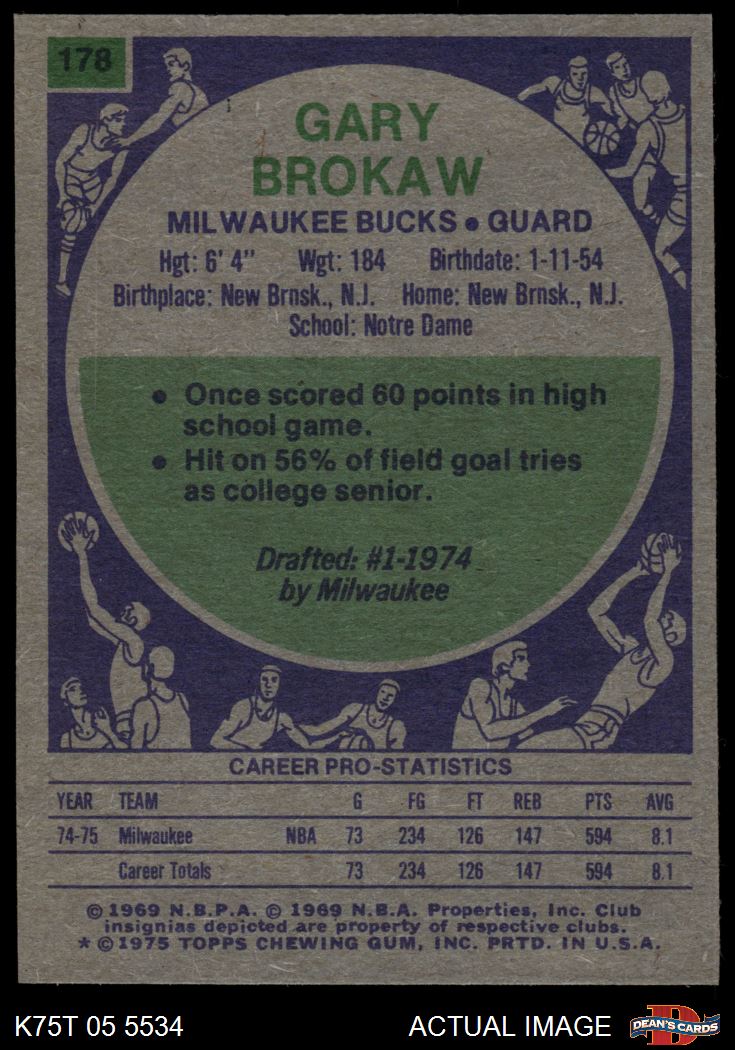 178
GARY
BROKAW
MILWAUKEE BUCKS • GUARD
Hgt: 6' 4" Wgt: 184 Birthdate: 1-11-54
Birthplace: New Brnsk., N.J. Home: New Brnsk., N.J.
School: Notre Dame
• Once scored 60 points in high
school game.
• Hit on 56% of field goal tries
as college senior.
Drafted: #1-1974
by Milwaukee
CAREER PRO-STATISTICS
YEAR TEAM G FG FT REB PTS AVG
74-75 Milwaukee NBA 73 234 126 147 594 8.1
Career Totals 73 234 126 147 594 8.1
© 1969 N.B.P.A. © 1969 N.B.A. Properties, Inc. Club
insignias depicted are property of respective clubs.
* © 1975 TOPPS CHEWING GUM, INC. PRTD. IN U.S.A.
K75T 05 5534 ACTUAL IMAGE
D
DEAN'S CARDS